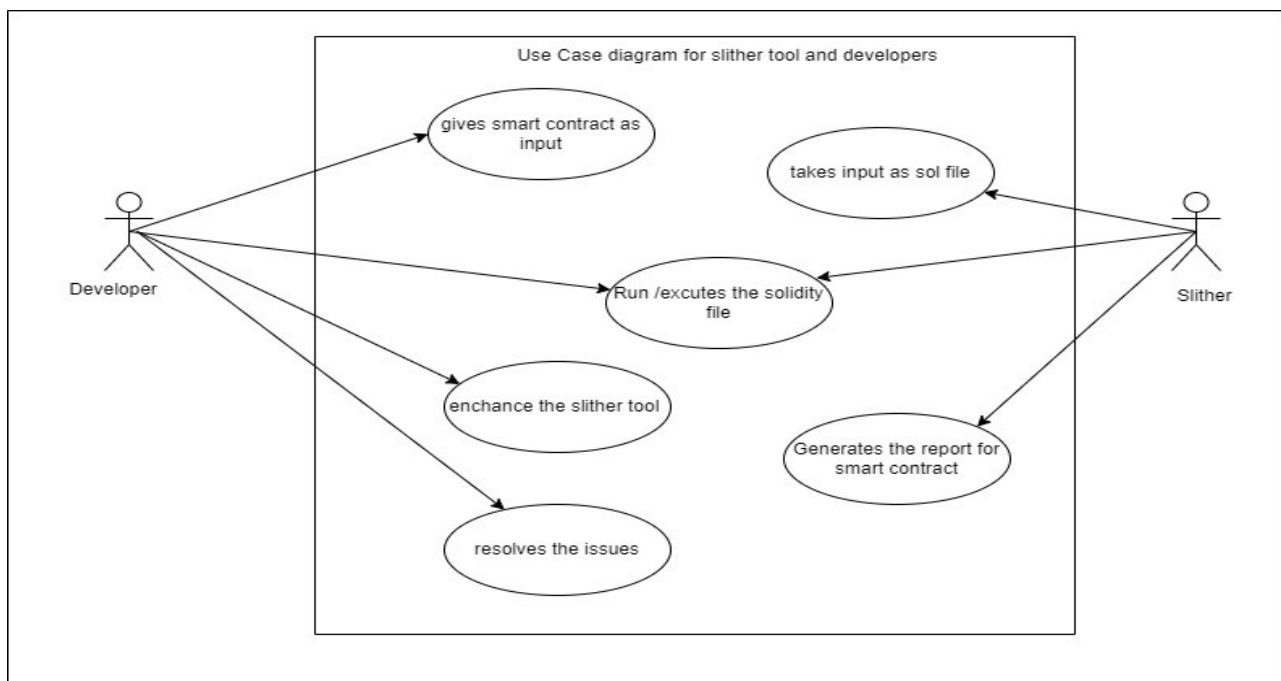 Use Case diagram for slither tool and developers
gives smart contract as
input
takes input as sol file
Developer
Slither
Run /excutes the solidity
file
enchance the slither tool
Generates the report for
smart contract
resolves the issues